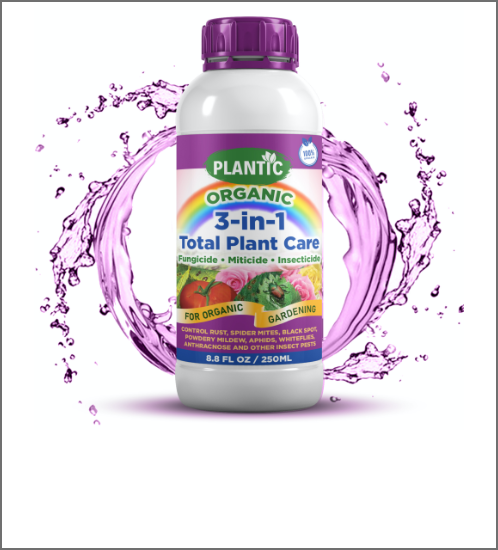 PLANTIC
100%
ORGANIC
3-in-1
Total Plant Care
Fungicide • Miticide • Insecticide
FOR ORGANIC GARDENING
CONTROL RUST, SPIDER MITES, BLACK SPOT,
POWDERY MILDEW, APHIDS, WHITEFLIES,
ANTHRACNOSE AND OTHER INSECT PESTS
8.8 FL OZ / 250ML